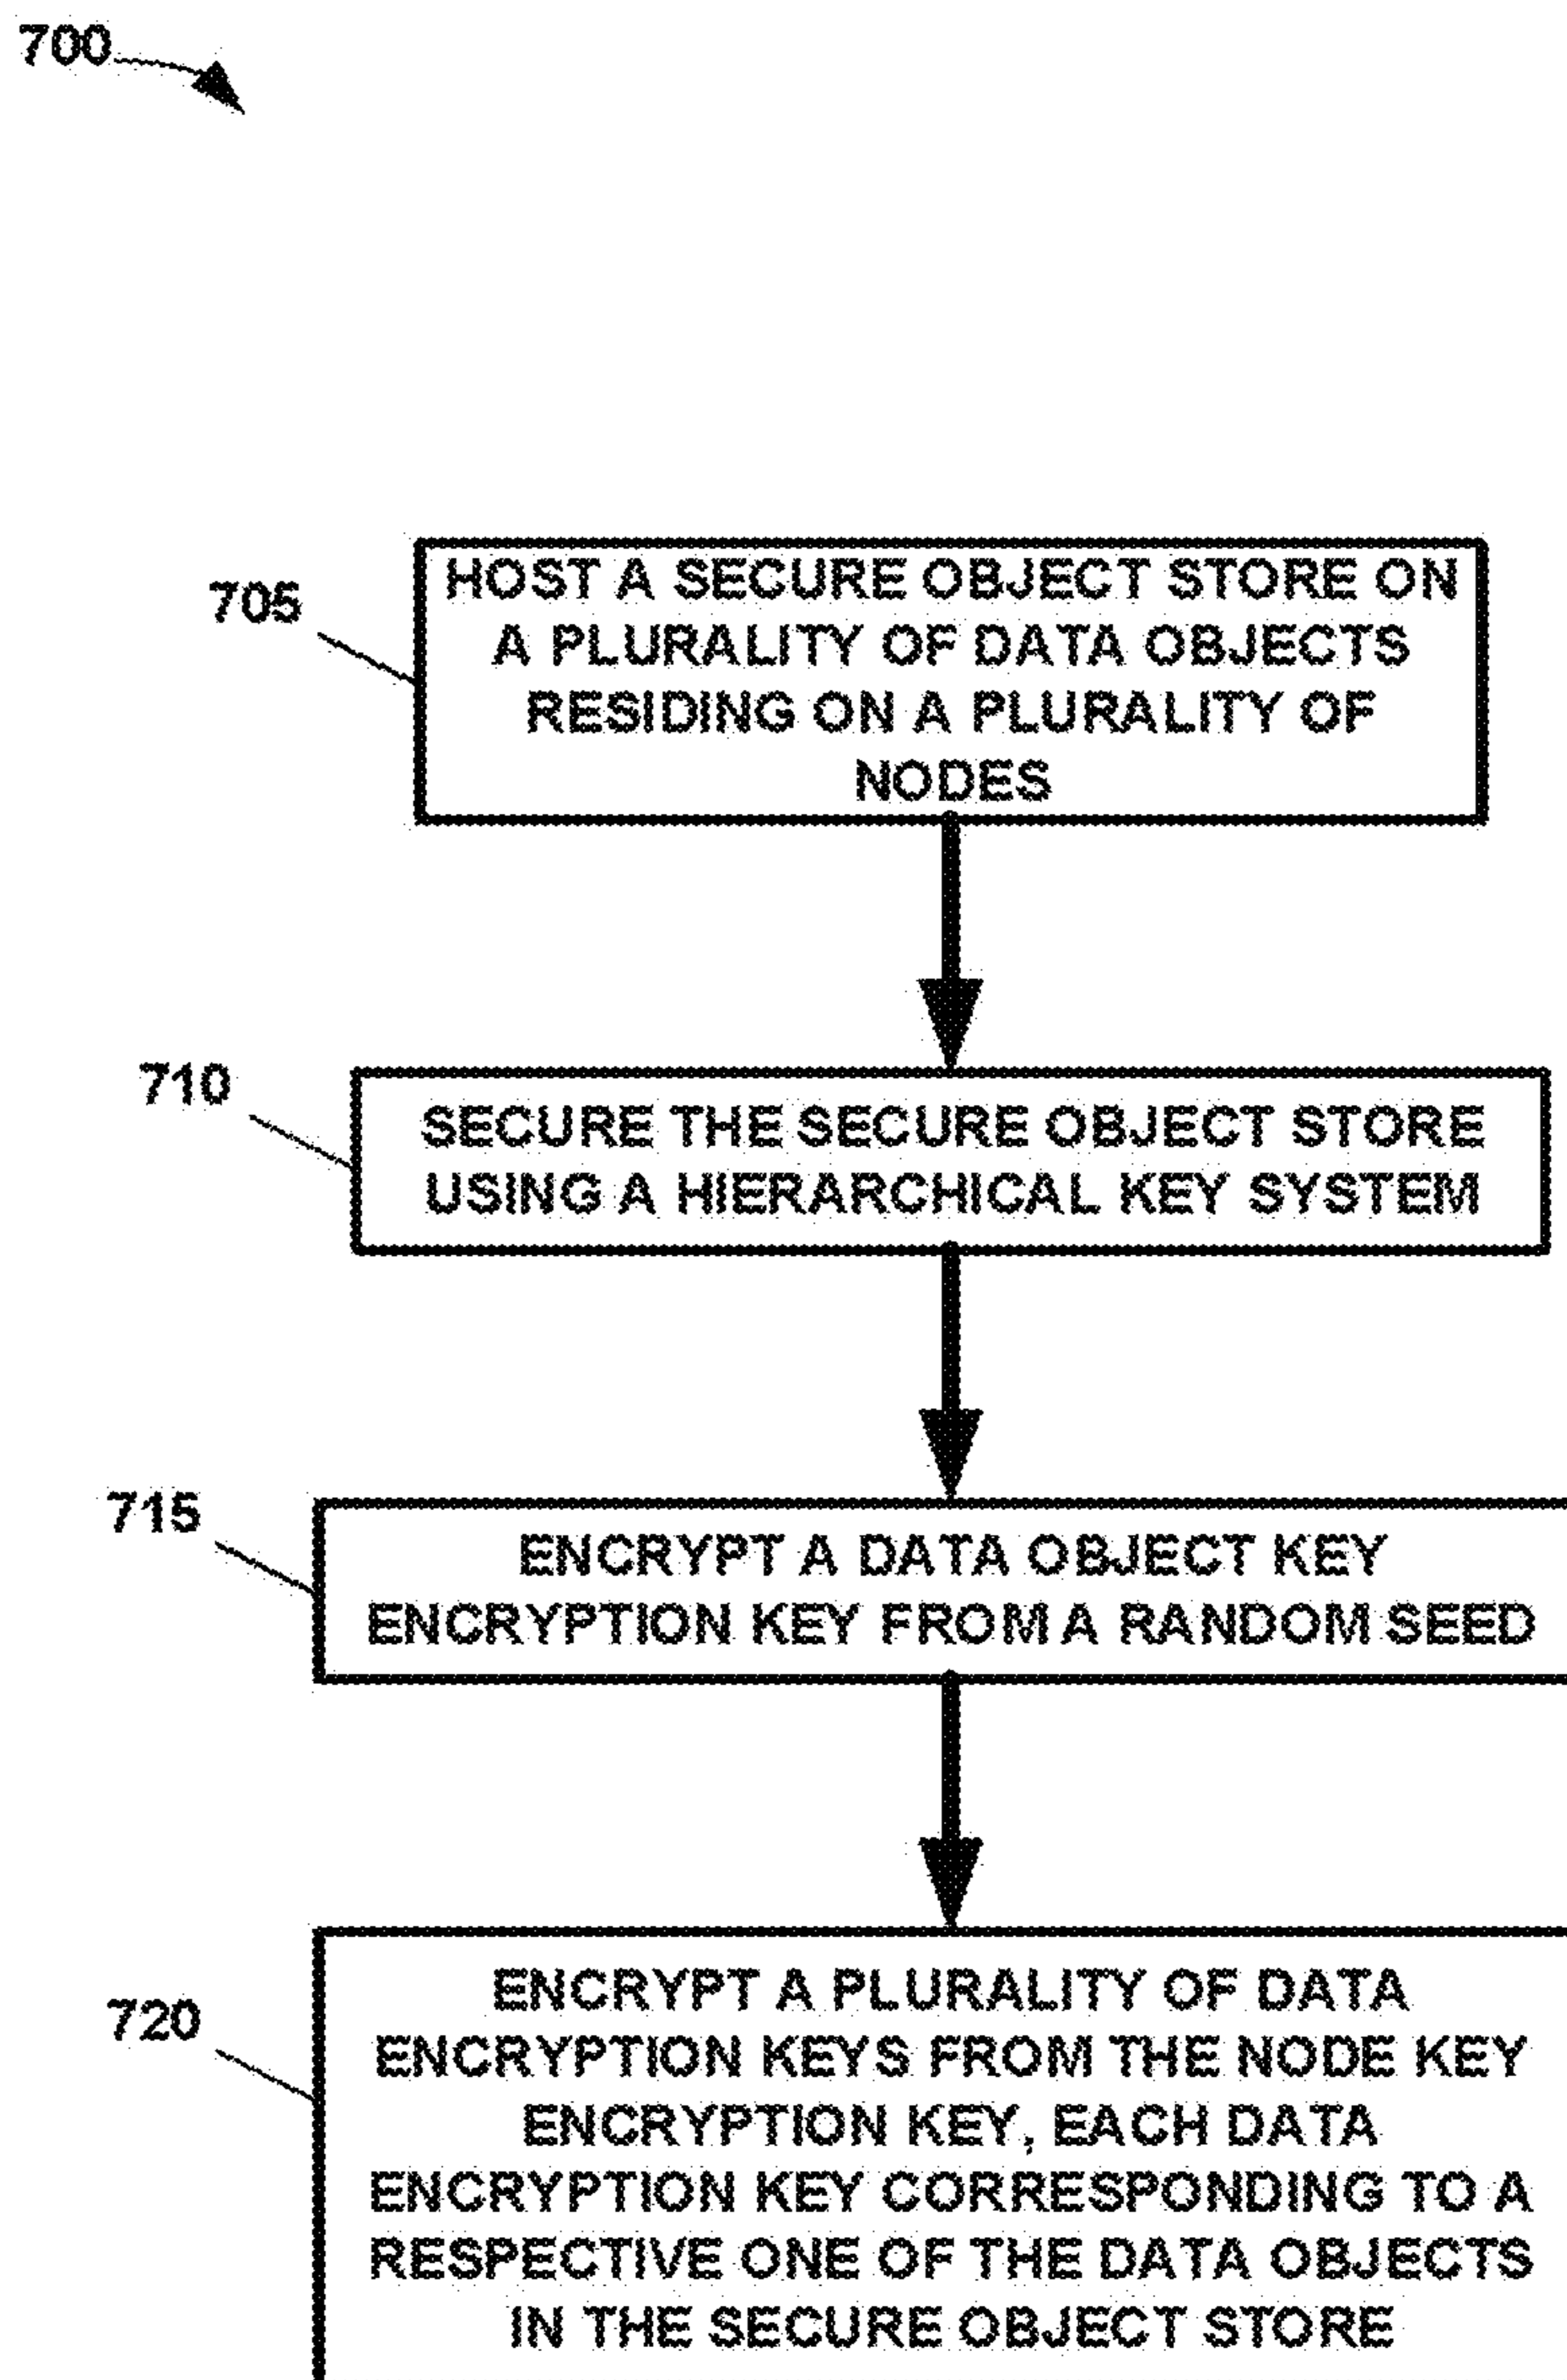 700
705
HOST A SECURE OBJECT STORE ON
A PLURALITY OF DATA OBJECTS
RESIDING ON A PLURALITY OF
NODES
710
SECURE THE SECURE OBJECT STORE
USING A HIERARCHICAL KEY SYSTEM
715
ENCRYPT A DATA OBJECT KEY
ENCRYPTION KEY FROM A RANDOM SEED
720
ENCRYPT A PLURALITY OF DATA
ENCRYPTION KEYS FROM THE NODE KEY
ENCRYPTION KEY, EACH DATA
ENCRYPTION KEY CORRESPONDING TO A
RESPECTIVE ONE OF THE DATA OBJECTS
IN THE SECURE OBJECT STORE